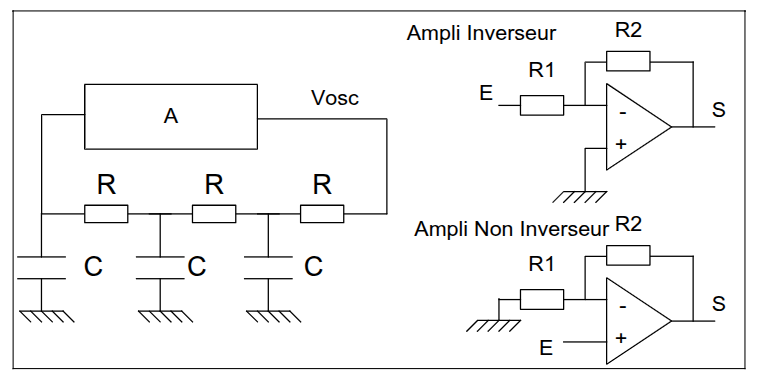 Ampli Inverseur
R2
R1
E
S
-
+
A
Vosc
R
R
R
C
C
C
Ampli Non Inverseur
R2
R1
S
-
+
E